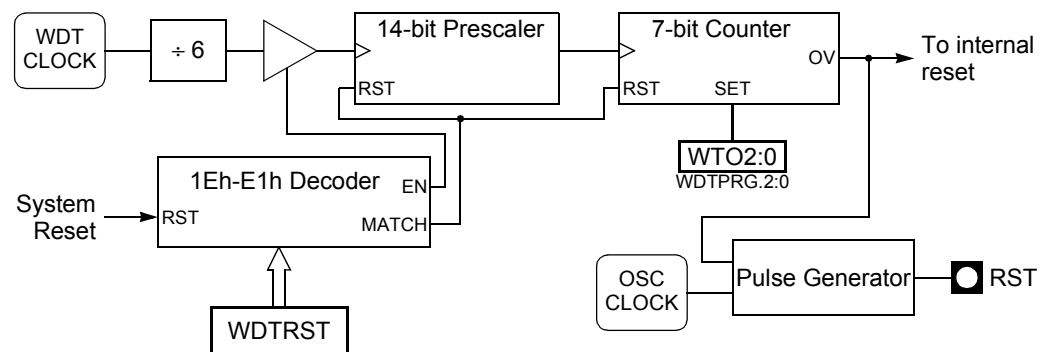 WDT
CLOCK
÷ 6
14-bit Prescaler
RST
7-bit Counter
RST
SET
OV
To internal
reset
WTO2:0
WDTPRG.2:0
System
Reset
1Eh-E1h Decoder
RST
EN
MATCH
WDTRST
OSC
CLOCK
Pulse Generator
RST